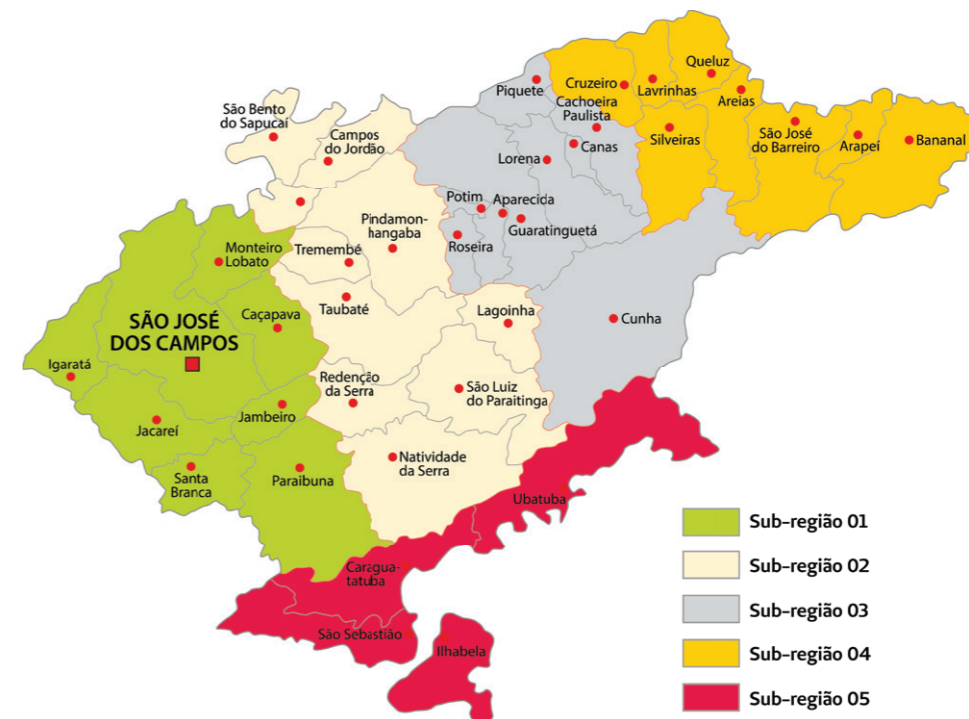 Queluz
Cruzeiro
Piquete
Lavrinhas
Areias
Cachoeira
Paulista
São Bento
do Sapucaí
Campos
do Jordão
Canas
Silveiras
São José
do Barreiro
Arapeí
Bananal
Lorena
Potim
Aparecida
Guaratinguetá
Pindamon-
hangaba
Roseira
Monteiro
Lobato
Tremembé
Taubaté
Caçapava
Lagoinha
Cunha
SÃO JOSÉ
DOS CAMPOS
Igaratá
Redenção
da Serra
São Luiz
do Paraitinga
Jambeiro
Jacareí
Natividade
da Serra
Santa
Branca
Paraibuna
Ubatuba
Caragua-
tatuba
São Sebastião
Ilhabela
Sub-região 01
Sub-região 02
Sub-região 03
Sub-região 04
Sub-região 05